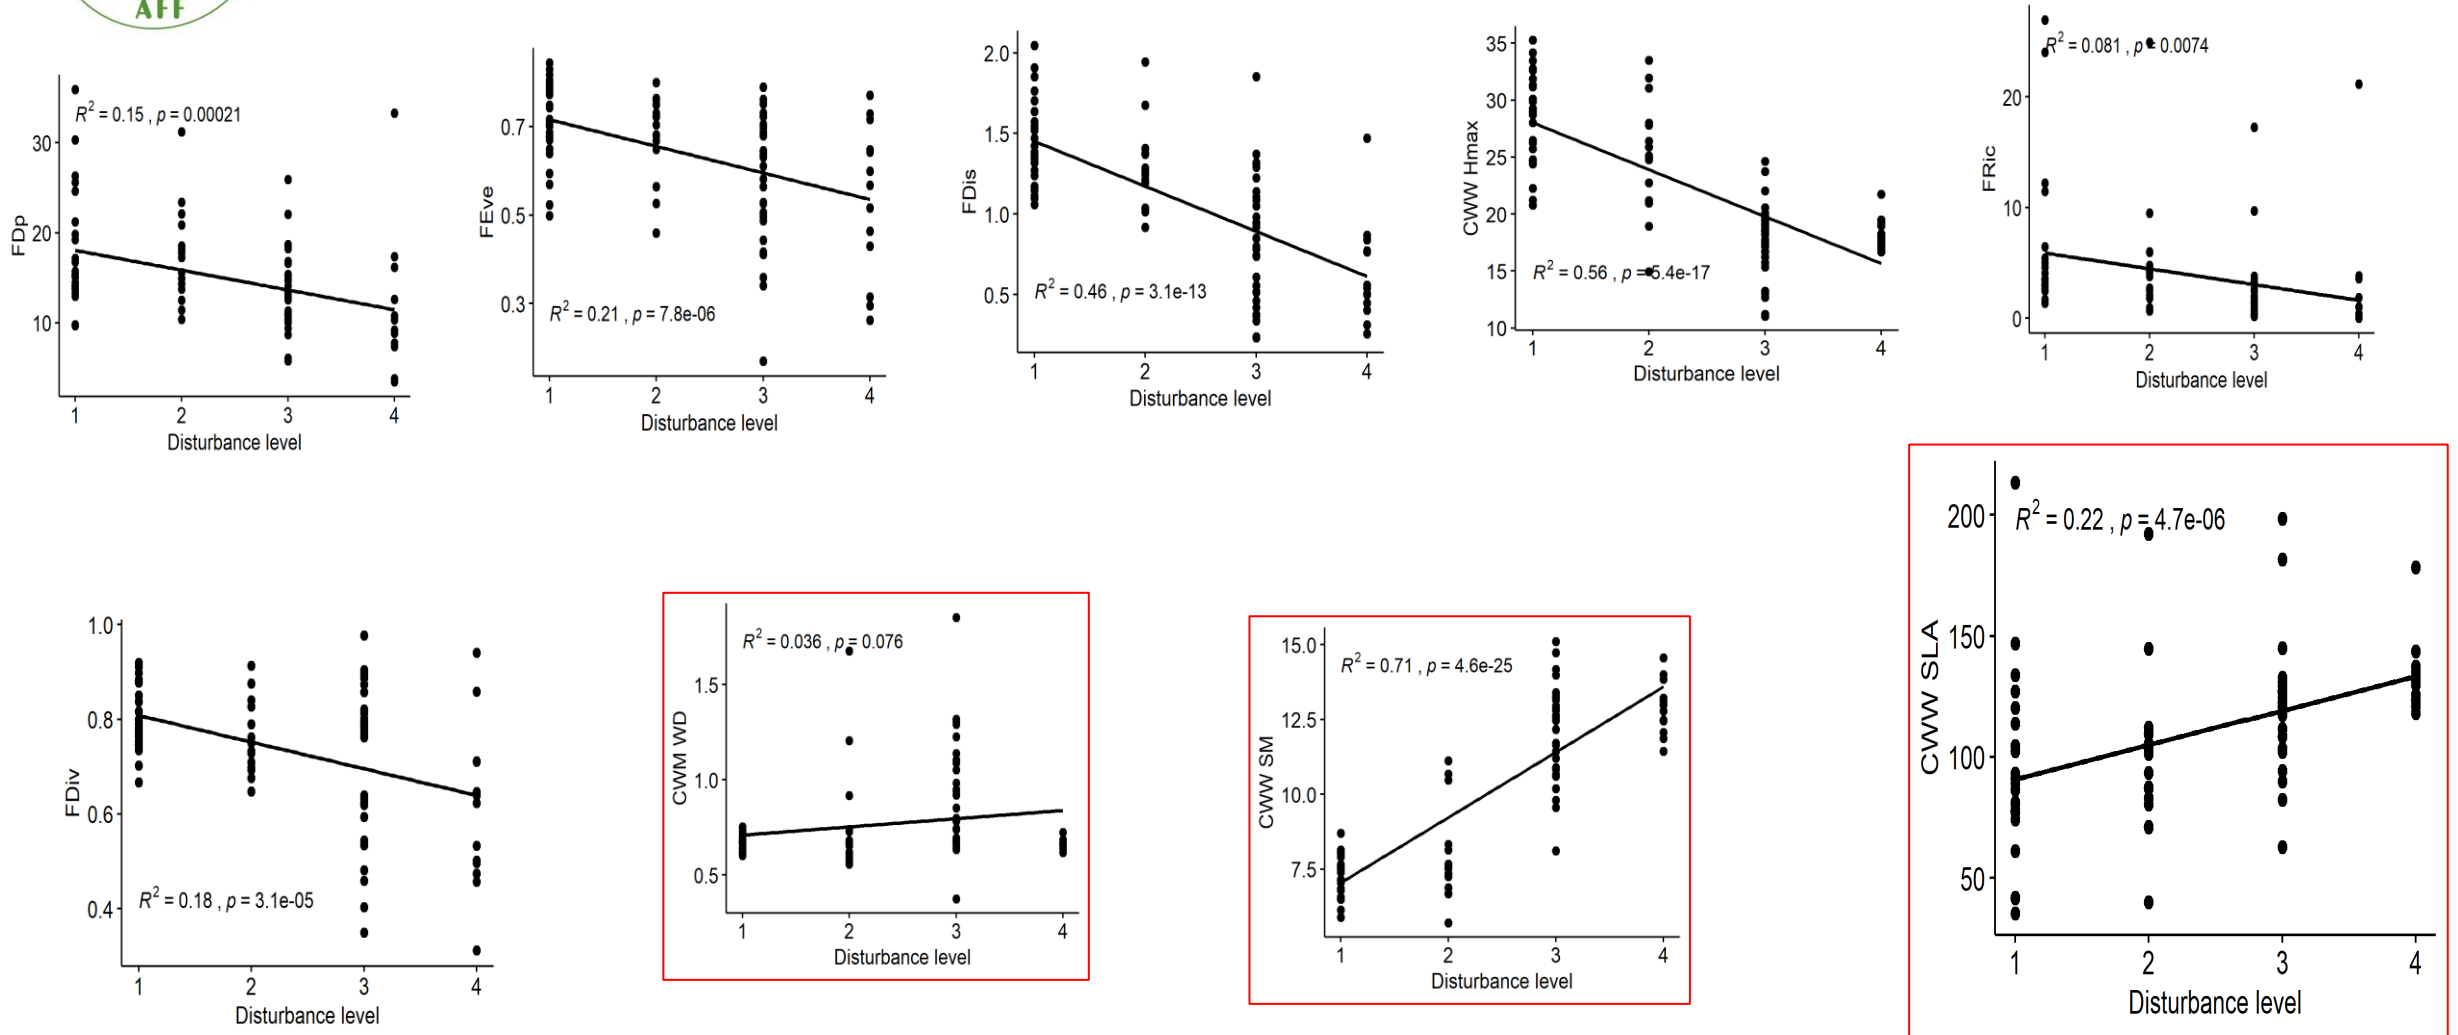 AFF
R² = 0.15 , p = 0.00021
FDp
30
20
10
1 2 3 4
Disturbance level
R² = 0.21 , p = 7.8e-06
FEve
0.7
0.5
0.3
1 2 3 4
Disturbance level
R² = 0.46 , p = 3.1e-13
FDis
2.0
1.5
1.0
0.5
1 2 3 4
Disturbance level
R² = 0.56 , p = 5.4e-17
CWW Hmax
35
30
25
20
15
10
1 2 3 4
Disturbance level
R² = 0.081 , p = 0.0074
FRic
20
10
0
1 2 3 4
Disturbance level
R² = 0.18 , p = 3.1e-05
FDiv
1.0
0.8
0.6
0.4
1 2 3 4
Disturbance level
R² = 0.036 , p = 0.076
CWM WD
1.5
1.0
0.5
1 2 3 4
Disturbance level
R² = 0.71 , p = 4.6e-25
CWW SM
15.0
12.5
10.0
7.5
1 2 3 4
Disturbance level
R² = 0.22 , p = 4.7e-06
CWW SLA
200
150
100
50
1 2 3 4
Disturbance level